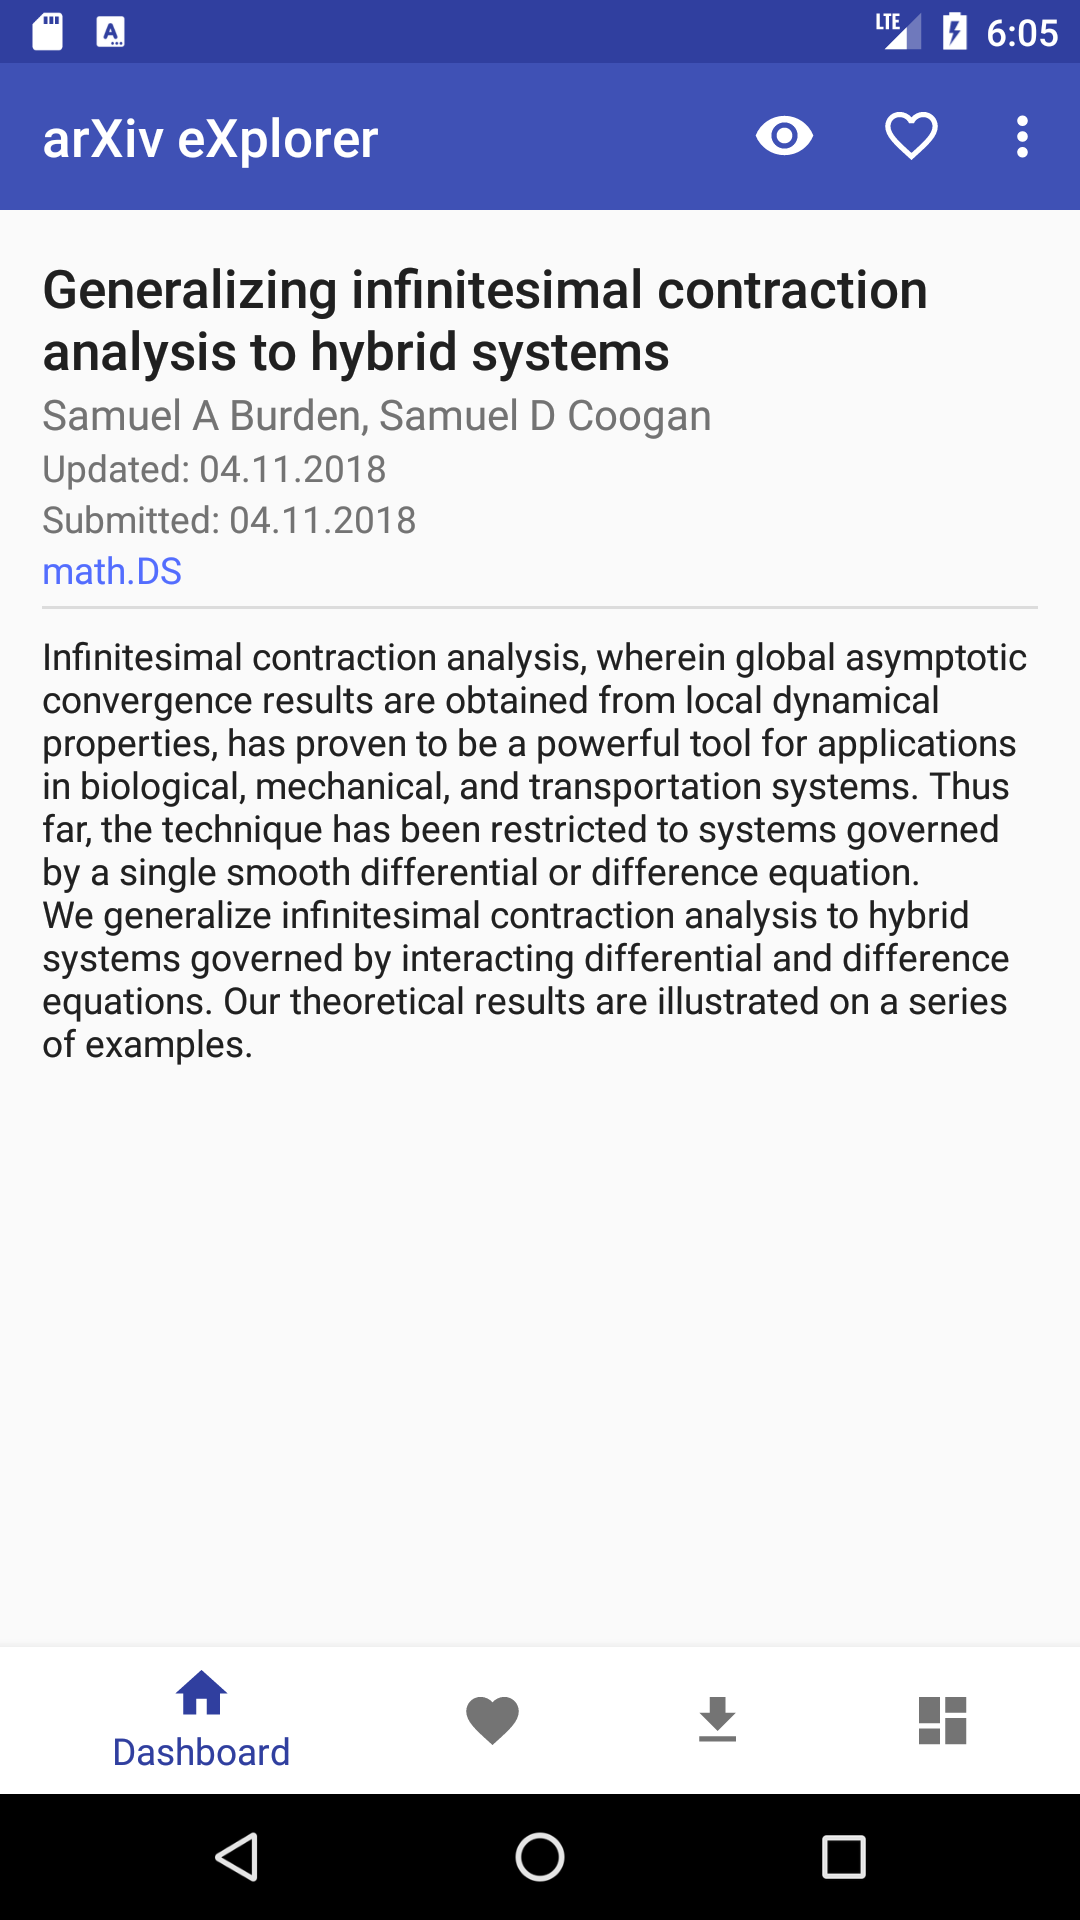 LTE 6:05
arXiv eXplorer
Generalizing infinitesimal contraction
analysis to hybrid systems
Samuel A Burden, Samuel D Coogan
Updated: 04.11.2018
Submitted: 04.11.2018
math.DS
Infinitesimal contraction analysis, wherein global asymptotic
convergence results are obtained from local dynamical
properties, has proven to be a powerful tool for applications
in biological, mechanical, and transportation systems. Thus
far, the technique has been restricted to systems governed
by a single smooth differential or difference equation.
We generalize infinitesimal contraction analysis to hybrid
systems governed by interacting differential and difference
equations. Our theoretical results are illustrated on a series
of examples.
Dashboard